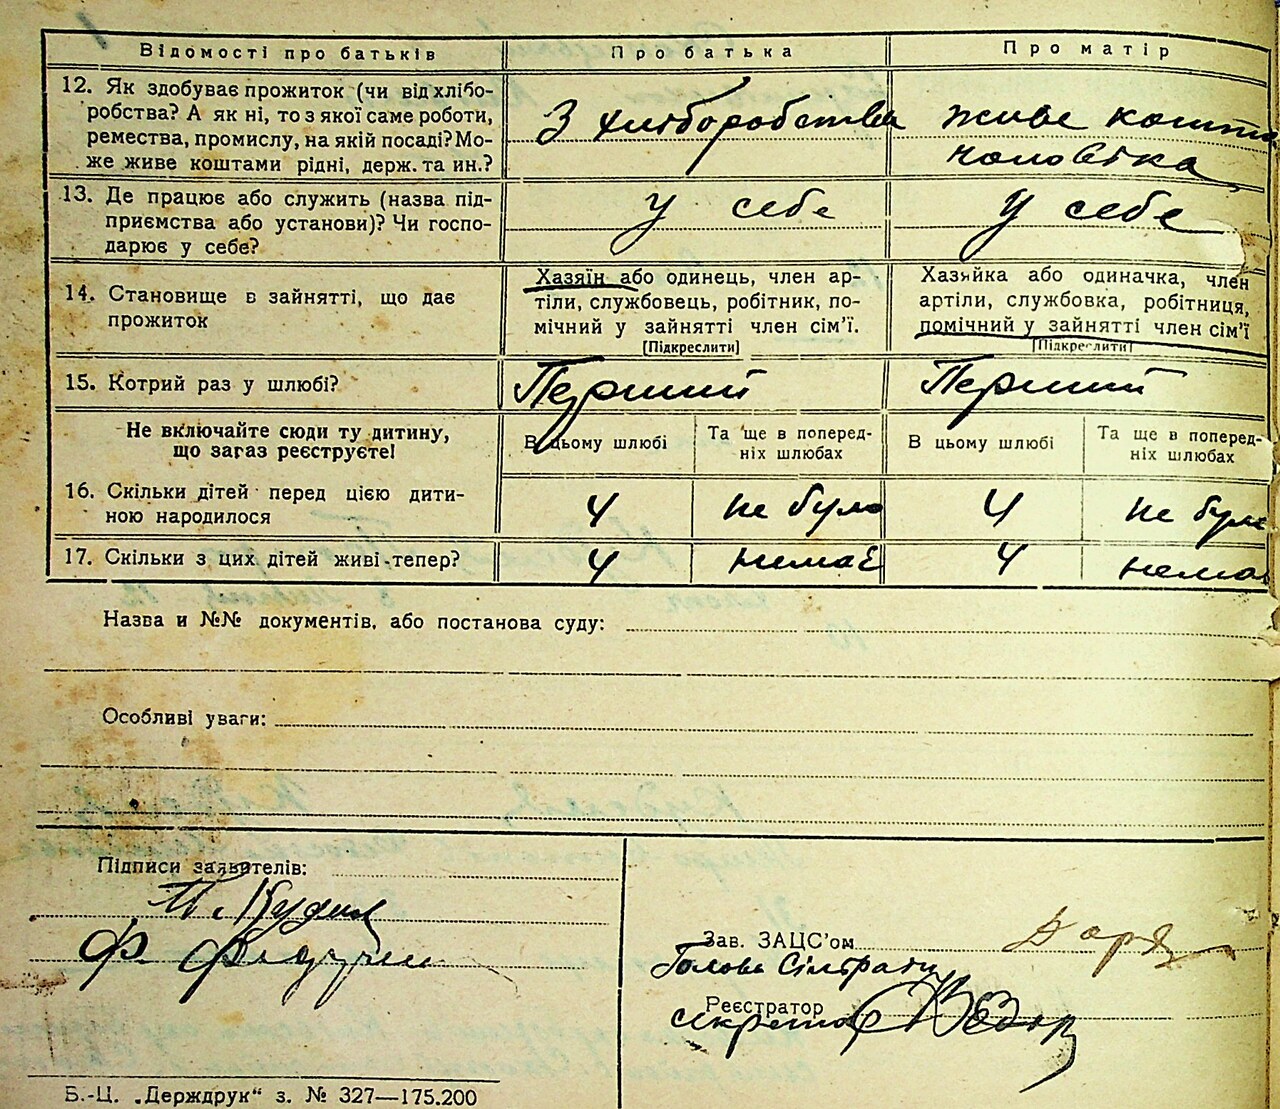 Відомості про батьків Про батька Про матір
12. Як здобуває прожиток (чи від хлібо-
робства? А як ні, то з якої саме роботи,
ремества, промислу, на якій посаді? Мо-
же живе коштами рідні, держ. та ин.?
З хліборобства
живе кошта
чоловіка
13. Де працює або служить (назва під-
приємства або установи)? Чи госпо-
дарює у себе?
у себе
у себе
14. Становище в зайнятті, що дає
прожиток
Хазяїн або одинець, член ар-
тіли, службовець, робітник, по-
мічний у зайнятті член сім'ї.
[Підкреслити]
Хазяйка або одиначка, член
артіли, службовка, робітниця,
помічний у зайнятті член сім'ї
[Підкреслити]
15. Котрий раз у шлюбі?
Перший
Перший
Не включайте сюди ту дитину,
що зараз реєструєте!
В цьому шлюбі
Та ще в поперед-
ніх шлюбах
В цьому шлюбі
Та ще в поперед-
ніх шлюбах
16. Скільки дітей перед цією дити-
ною народилося
4 не було 4 не було
17. Скільки з цих дітей живі тепер?
4 немає 4 немає
Назва и №№ документів, або постанова суду:
Особливі уваги:
Підписи заявителів:
Ф.
Зав. ЗАЦС'ом
Голова Сільради
Реєстратор
секретар
Б.-Ц. „Держдрук" з. № 327—175.200